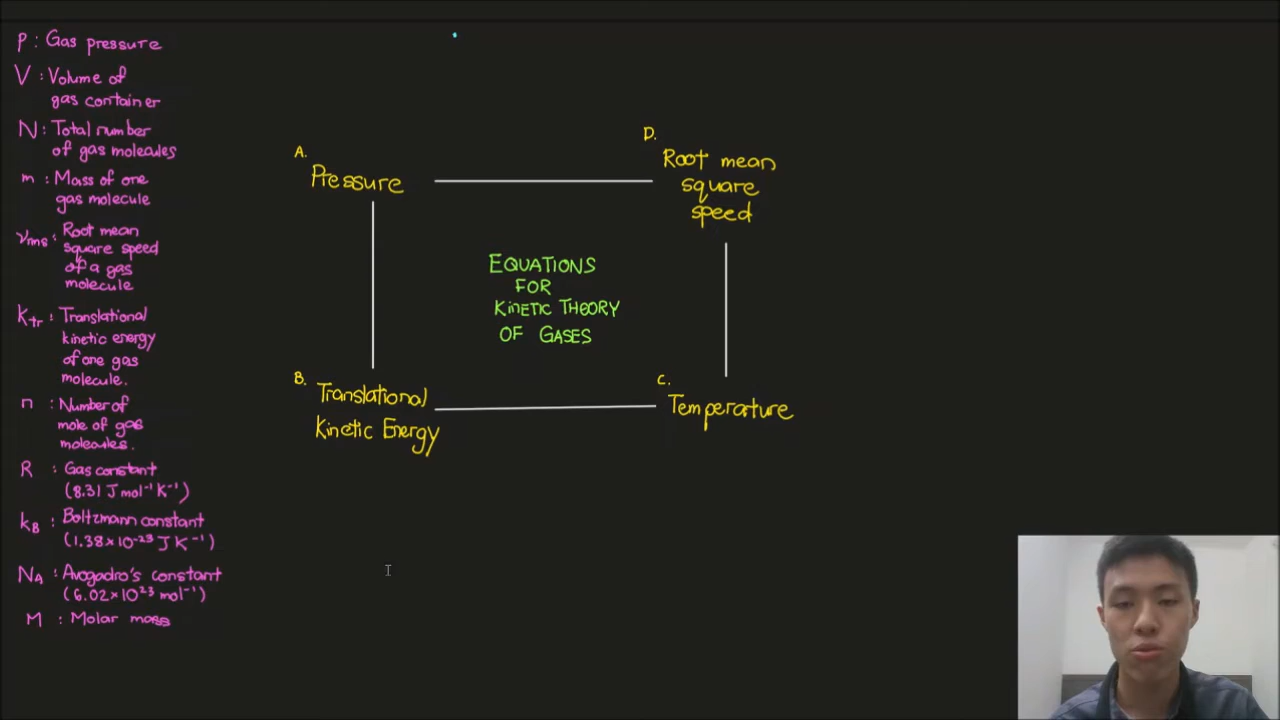 P : Gas pressure
V : Volume of
gas container
N : Total number
of gas molecules
m : Mass of one
gas molecule
vrms : Root mean
square speed
of a gas
molecule
Ktr : Translational
kinetic energy
of one gas
molecule.
n : Number of
mole of gas
molecules.
R : Gas constant
(8.31 J mol⁻¹ K⁻¹)
kB : Boltzmann constant
(1.38×10⁻²³ J K⁻¹)
NA : Avogadro's constant
(6.02×10²³ mol⁻¹)
M : Molar mass
A.
Pressure
D.
Root mean
square
speed
EQUATIONS
FOR
KINETIC THEORY
OF GASES
B.
Translational
Kinetic Energy
C.
Temperature